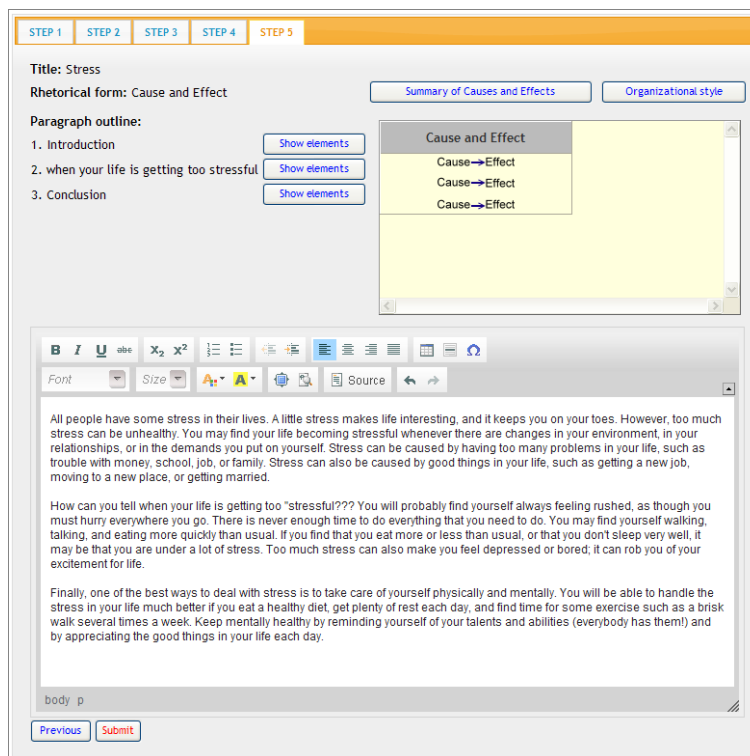 STEP 1 STEP 2 STEP 3 STEP 4 STEP 5
Title: Stress
Rhetorical form: Cause and Effect
Summary of Causes and Effects
Organizational style
Paragraph outline:
1. Introduction
Show elements
2. when your life is getting too stressful
Show elements
3. Conclusion
Show elements
Cause and Effect
Cause→Effect
Cause→Effect
Cause→Effect
B I U abc X₂ X² Ω
Font Size A A Source
All people have some stress in their lives. A little stress makes life interesting, and it keeps you on your toes. However, too much
stress can be unhealthy. You may find your life becoming stressful whenever there are changes in your environment, in your
relationships, or in the demands you put on yourself. Stress can be caused by having too many problems in your life, such as
trouble with money, school, job, or family. Stress can also be caused by good things in your life, such as getting a new job,
moving to a new place, or getting married.
How can you tell when your life is getting too "stressful??? You will probably find yourself always feeling rushed, as though you
must hurry everywhere you go. There is never enough time to do everything that you need to do. You may find yourself walking,
talking, and eating more quickly than usual. If you find that you eat more or less than usual, or that you don't sleep very well, it
may be that you are under a lot of stress. Too much stress can also make you feel depressed or bored; it can rob you of your
excitement for life.
Finally, one of the best ways to deal with stress is to take care of yourself physically and mentally. You will be able to handle the
stress in your life much better if you eat a healthy diet, get plenty of rest each day, and find time for some exercise such as a brisk
walk several times a week. Keep mentally healthy by reminding yourself of your talents and abilities (everybody has them!) and
by appreciating the good things in your life each day.
body p
Previous Submit